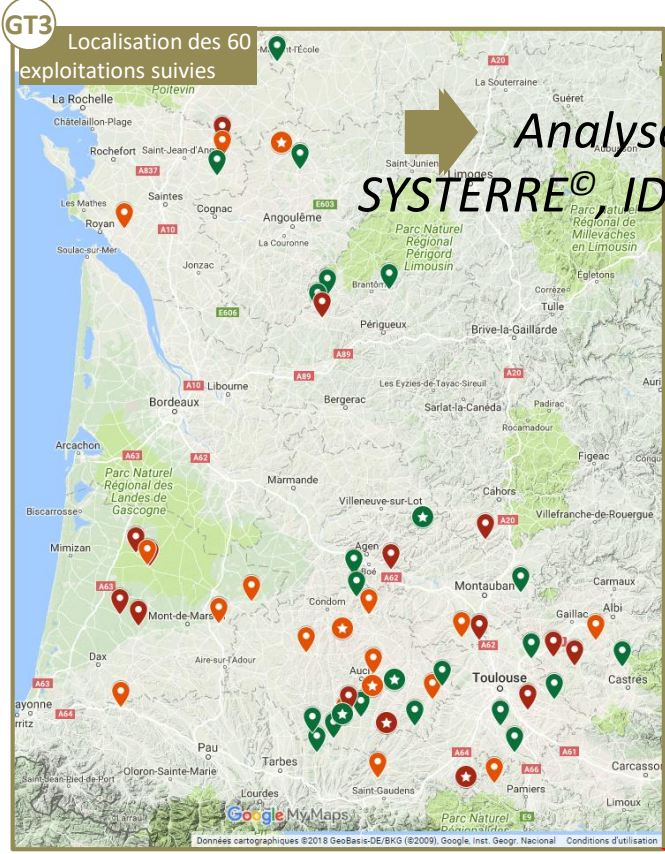 GT3
Localisation des 60
exploitations suivies
Analyse
SYSTERRE©, ID
La Rochelle
Poitevin
A20
La Souterraine
Guéret
Châtelaillon-Plage
Rochefort
Saint-Jean-d'Ang
A837
Saint-Junien
Limoges
Aubusson
Les Mathes
Saintes
Cognac
E603
Royan
A10
Angoulême
La Couronne
Parc Naturel
Régional
Périgord
Limousin
Parc Naturel
Régional de
Millevaches
en Limousin
Soulac-sur-Mer
Jonzac
Brantôm
Égletons
Corrèze
Tulle
E606
Périgueux
Brive-la-Gaillarde
A89
A89
A20
A10
Libourne
Les Eyzies-de-Tayac-Sireuil
Auri
Bordeaux
Bergerac
Sarlat-la-Canéda
Padirac
Rocamadour
Arcachon
A63
A62
Figeac
Conqu
Parc Naturel
Régional des
Landes de
Gascogne
Marmande
Villeneuve-sur-Lot
Cahors
Biscarrosse
A20
Villefranche-de-Rouergue
Mimizan
Agen
Boé
A62
Montauban
Carmaux
A63
Condom
Gaillac
Albi
Mont-de-Mars
A62
Dax
Aire-sur-l'Adour
Auc
Toulouse
Castres
A63
ayonne
A64
rritz
Pau
Tarbes
A64
A61
Carcasso
Oloron-Sainte-Marie
A66
Saint-Jean-Pied-de-Port
Lourdes
Saint-Gaudens
Pamiers
Limoux
Larrau
Google My Maps
Parc Naturel
E9
Données cartographiques ©2018 GeoBasis-DE/BKG (©2009), Google, Inst. Geogr. Nacional
Conditions d'utilisation